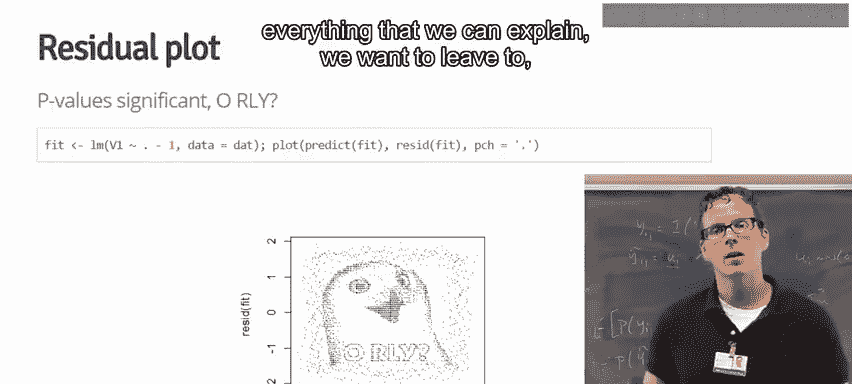 everything that we can explain,
we want to leave to,
Residual plot
P-values significant, O RLY?
fit <- lm(V1 ~ . - 1, data = dat); plot(predict(fit), resid(fit), pch = '.')
2
1
0
-1
-2
resid(fit)
O RLY?